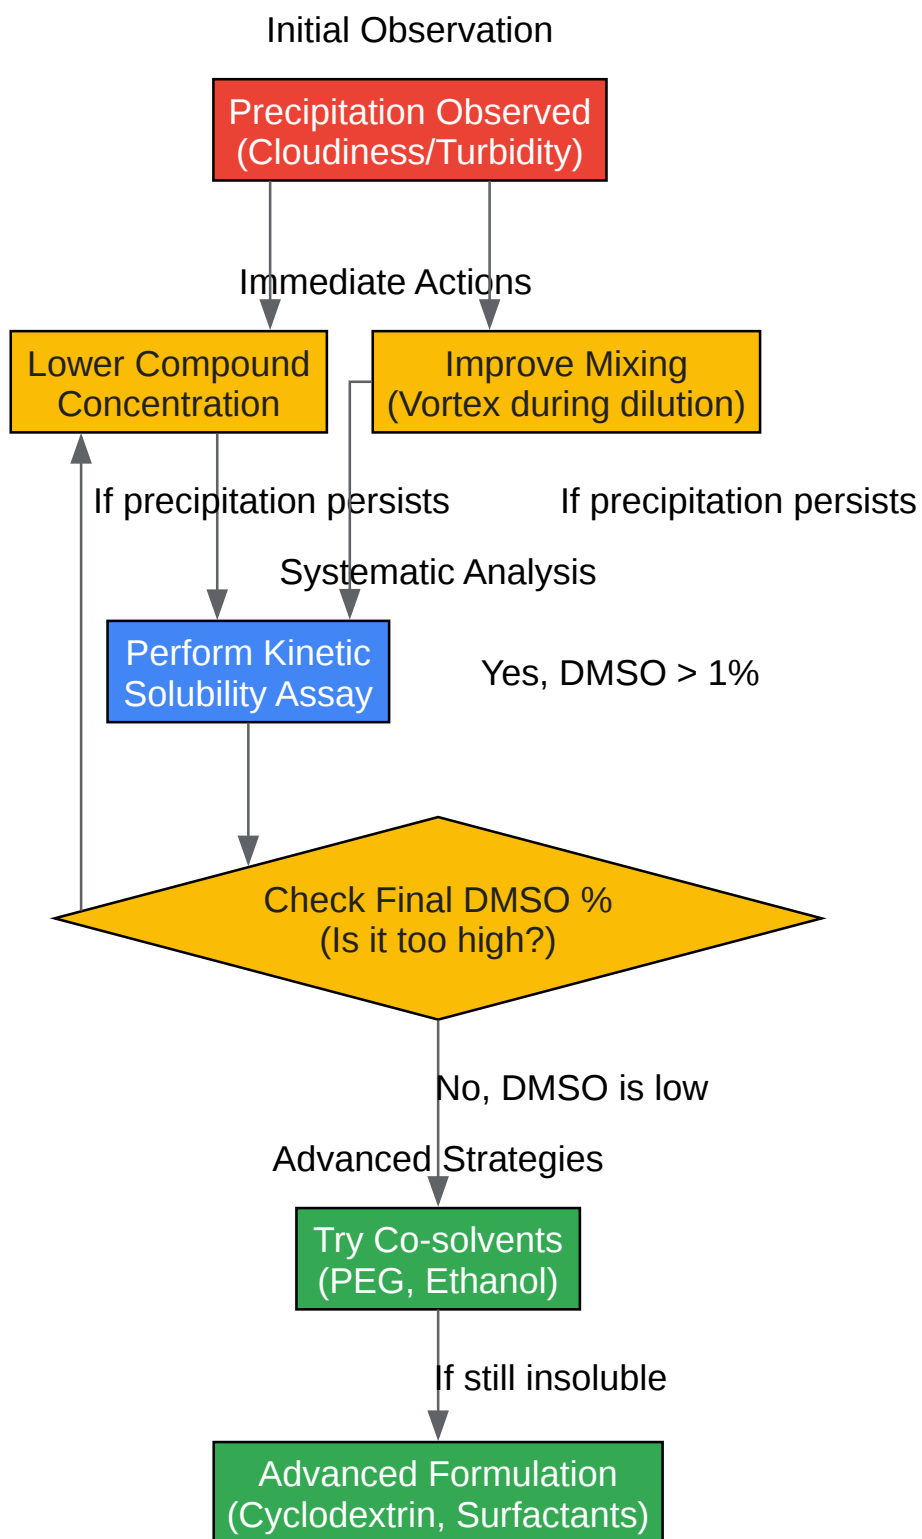 Initial Observation
Precipitation Observed
(Cloudiness/Turbidity)
Immediate Actions
Lower Compound
Concentration
Improve Mixing
(Vortex during dilution)
If precipitation persists
If precipitation persists
Systematic Analysis
Perform Kinetic
Solubility Assay
Yes, DMSO > 1%
Check Final DMSO %
(Is it too high?)
No, DMSO is low
Advanced Strategies
Try Co-solvents
(PEG, Ethanol)
If still insoluble
Advanced Formulation
(Cyclodextrin, Surfactants)